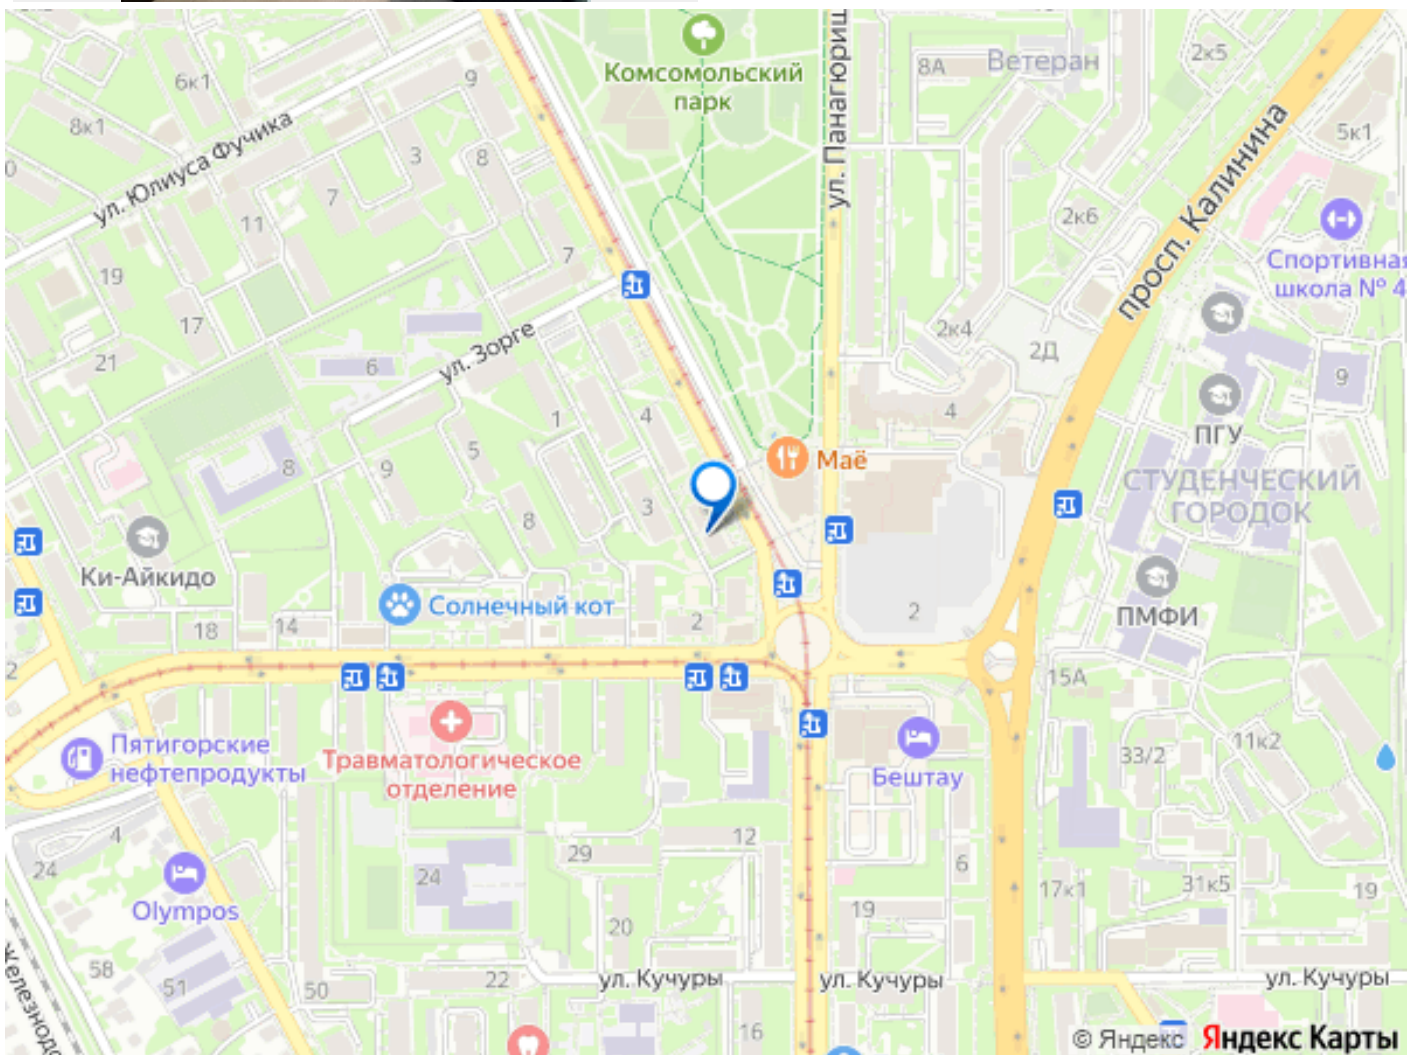 6к1
9
Комсомольский
парк
ул. Панагюриш
8А
Ветеран
2к5
8к1
ул. Юлиуса Фучика
3
8
5к1
просп. Калинина
0
7
11
2к6
7
Спортивная
школа № 4
19
17
ул. Зорге
2к4
2Д
21
6
9
4
1
4
ПГУ
5
Маё
8
9
СТУДЕНЧЕСКИЙ
ГОРОДОК
3
8
Ки-Айкидо
Солнечный кот
2
ПМФИ
18
14
2
2
15А
Пятигорские
нефтепродукты
Травматологическое
отделение
Бештау
33/2
11к2
4
12
29
24
24
6
17к1
31к5
19
Olympos
20
19
58
51
50
22
ул. Кучуры
ул. Кучуры
ул. Кучуры
Железнодо
16
© Яндекс Яндекс Карты